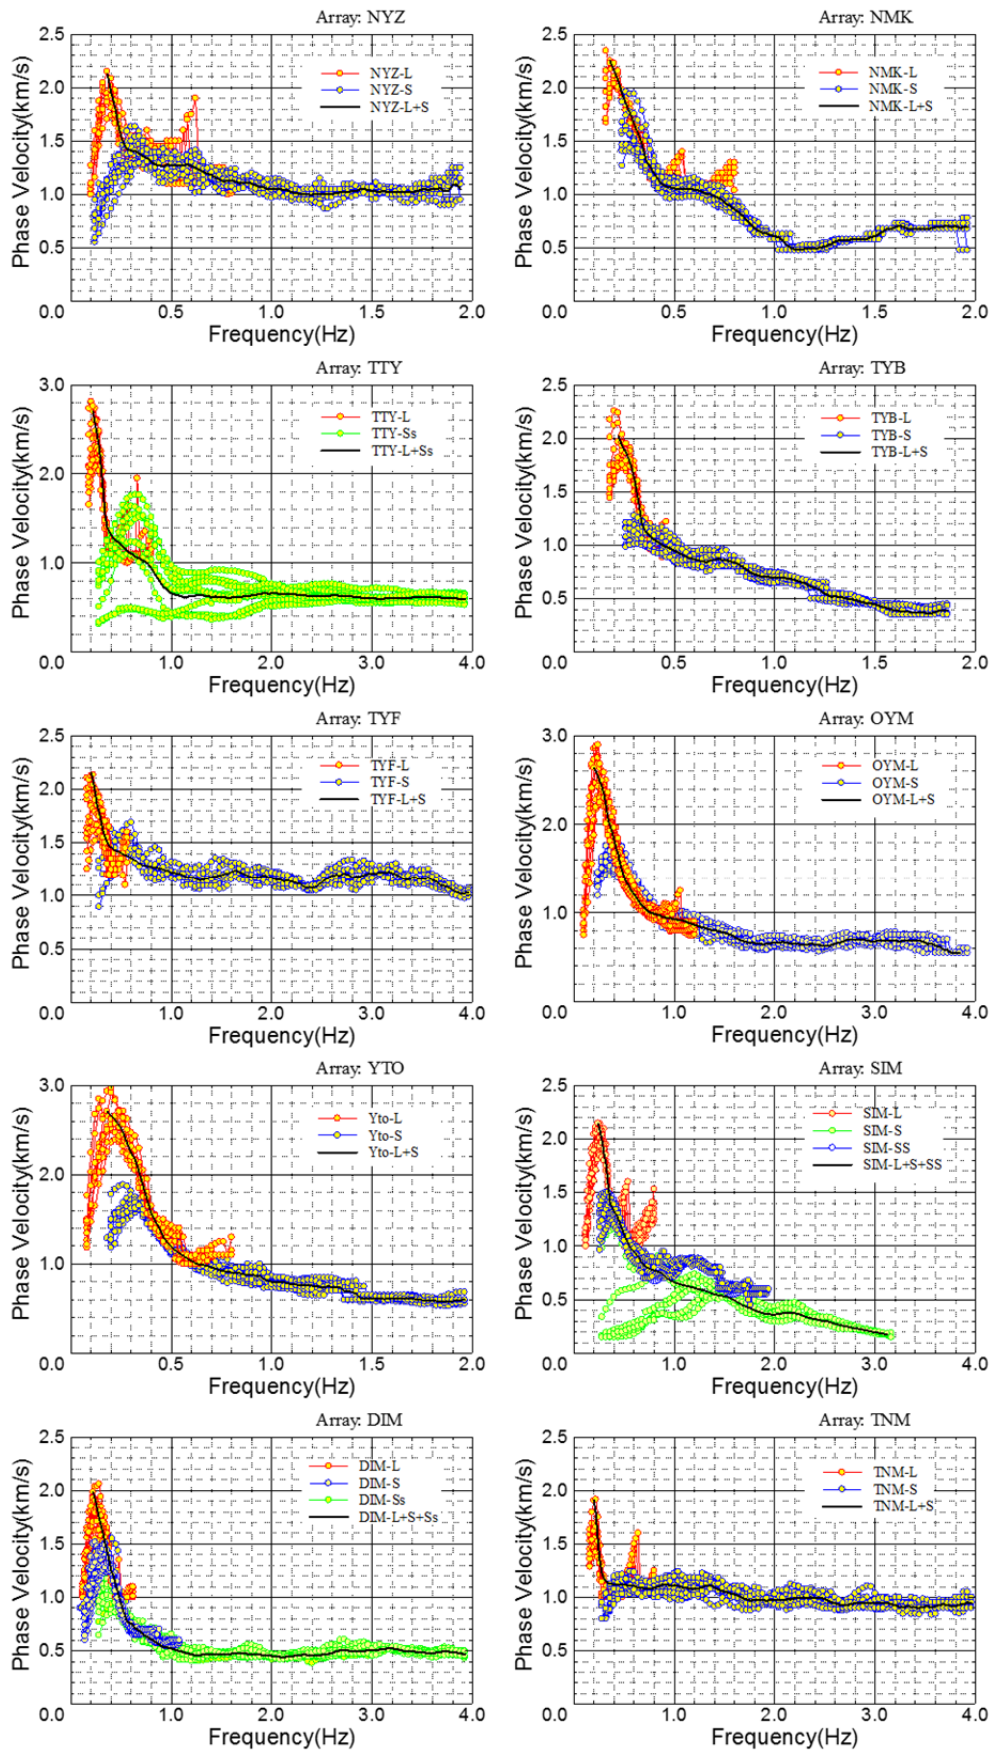 Array: NYZ
Phase Velocity(km/s)
2.5
2.0
1.5
1.0
0.5
0.0
NYZ-L
NYZ-S
NYZ-L+S
0.5
1.0
1.5
2.0
Frequency(Hz)
Array: NMK
Phase Velocity(km/s)
2.5
2.0
1.5
1.0
0.5
0.0
NMK-L
NMK-S
NMK-L+S
0.5
1.0
1.5
2.0
Frequency(Hz)
Array: TTY
Phase Velocity(km/s)
3.0
2.0
1.0
0.0
TTY-L
TTY-Ss
TTY-L+Ss
1.0
2.0
3.0
4.0
Frequency(Hz)
Array: TYB
Phase Velocity(km/s)
2.5
2.0
1.5
1.0
0.5
0.0
TYB-L
TYB-S
TYB-L+S
0.5
1.0
1.5
2.0
Frequency(Hz)
Array: TYF
Phase Velocity(km/s)
2.5
2.0
1.5
1.0
0.5
0.0
TYF-L
TYF-S
TYF-L+S
1.0
2.0
3.0
4.0
Frequency(Hz)
Array: OYM
Phase Velocity(km/s)
3.0
2.0
1.0
0.0
OYM-L
OYM-S
OYM-L+S
1.0
2.0
3.0
4.0
Frequency(Hz)
Array: YTO
Phase Velocity(km/s)
3.0
2.0
1.0
0.0
Yto-L
Yto-S
Yto-L+S
0.5
1.0
1.5
2.0
Frequency(Hz)
Array: SIM
Phase Velocity(km/s)
2.5
2.0
1.5
1.0
0.5
0.0
SIM-L
SIM-S
SIM-SS
SIM-L+S+SS
1.0
2.0
3.0
4.0
Frequency(Hz)
Array: DIM
Phase Velocity(km/s)
2.5
2.0
1.5
1.0
0.5
0.0
DIM-L
DIM-S
DIM-Ss
DIM-L+S+Ss
1.0
2.0
3.0
4.0
Frequency(Hz)
Array: TNM
Phase Velocity(km/s)
2.5
2.0
1.5
1.0
0.5
0.0
TNM-L
TNM-S
TNM-L+S
1.0
2.0
3.0
4.0
Frequency(Hz)